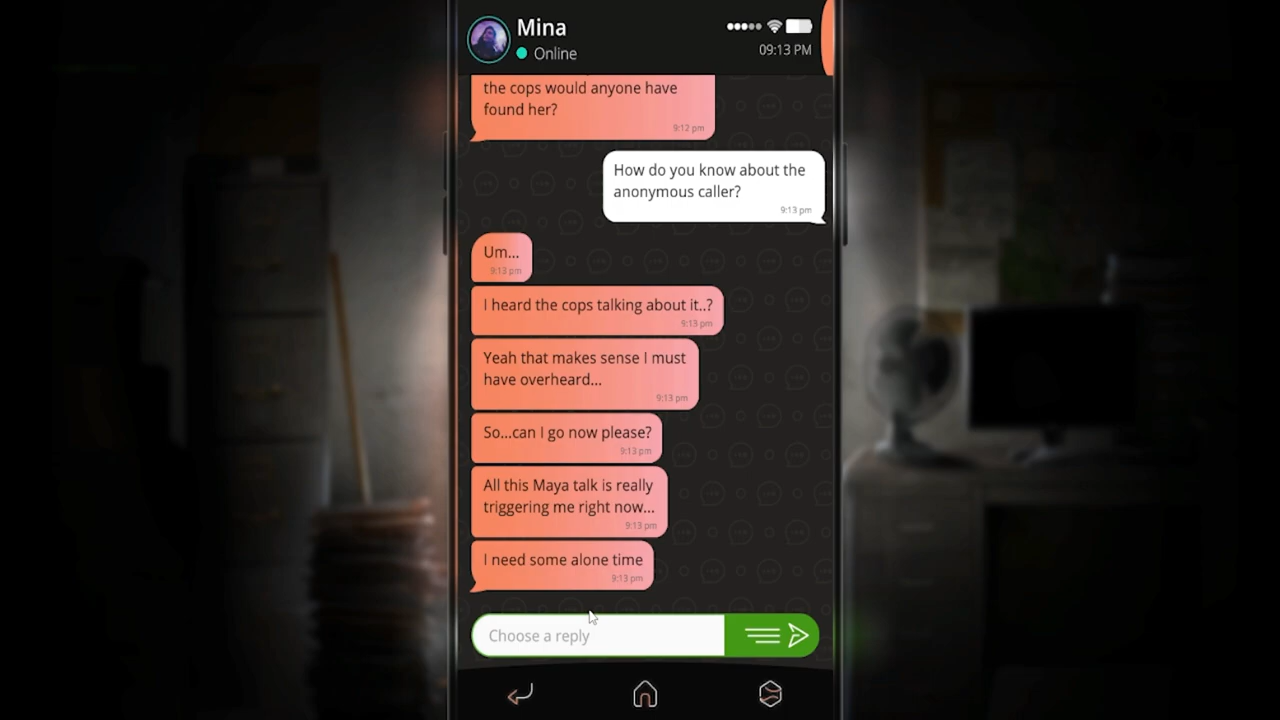 Mina
Online
09:13 PM
the cops would anyone have
found her?
9:12 pm
How do you know about the
anonymous caller?
9:13 pm
Um...
9:13 pm
I heard the cops talking about it..?
9:13 pm
Yeah that makes sense I must
have overheard...
9:13 pm
So...can I go now please?
9:13 pm
All this Maya talk is really
triggering me right now...
9:13 pm
I need some alone time
9:13 pm
Choose a reply